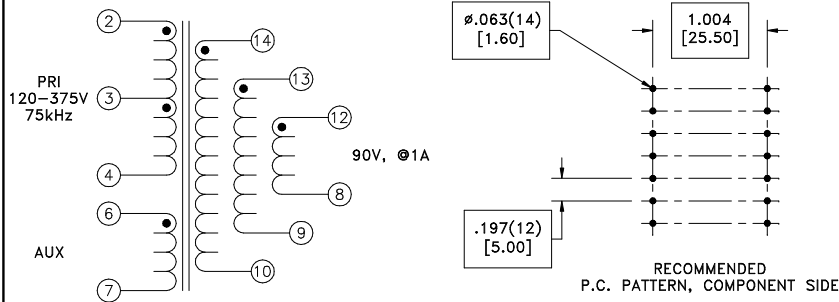 2
14
PRI
120–375V
75kHz
3
13
12
4
90V, @1A
8
6
AUX
9
7
10
ø.063(14)
[1.60]
1.004
[25.50]
.197(12)
[5.00]
RECOMMENDED
P.C. PATTERN, COMPONENT SIDE